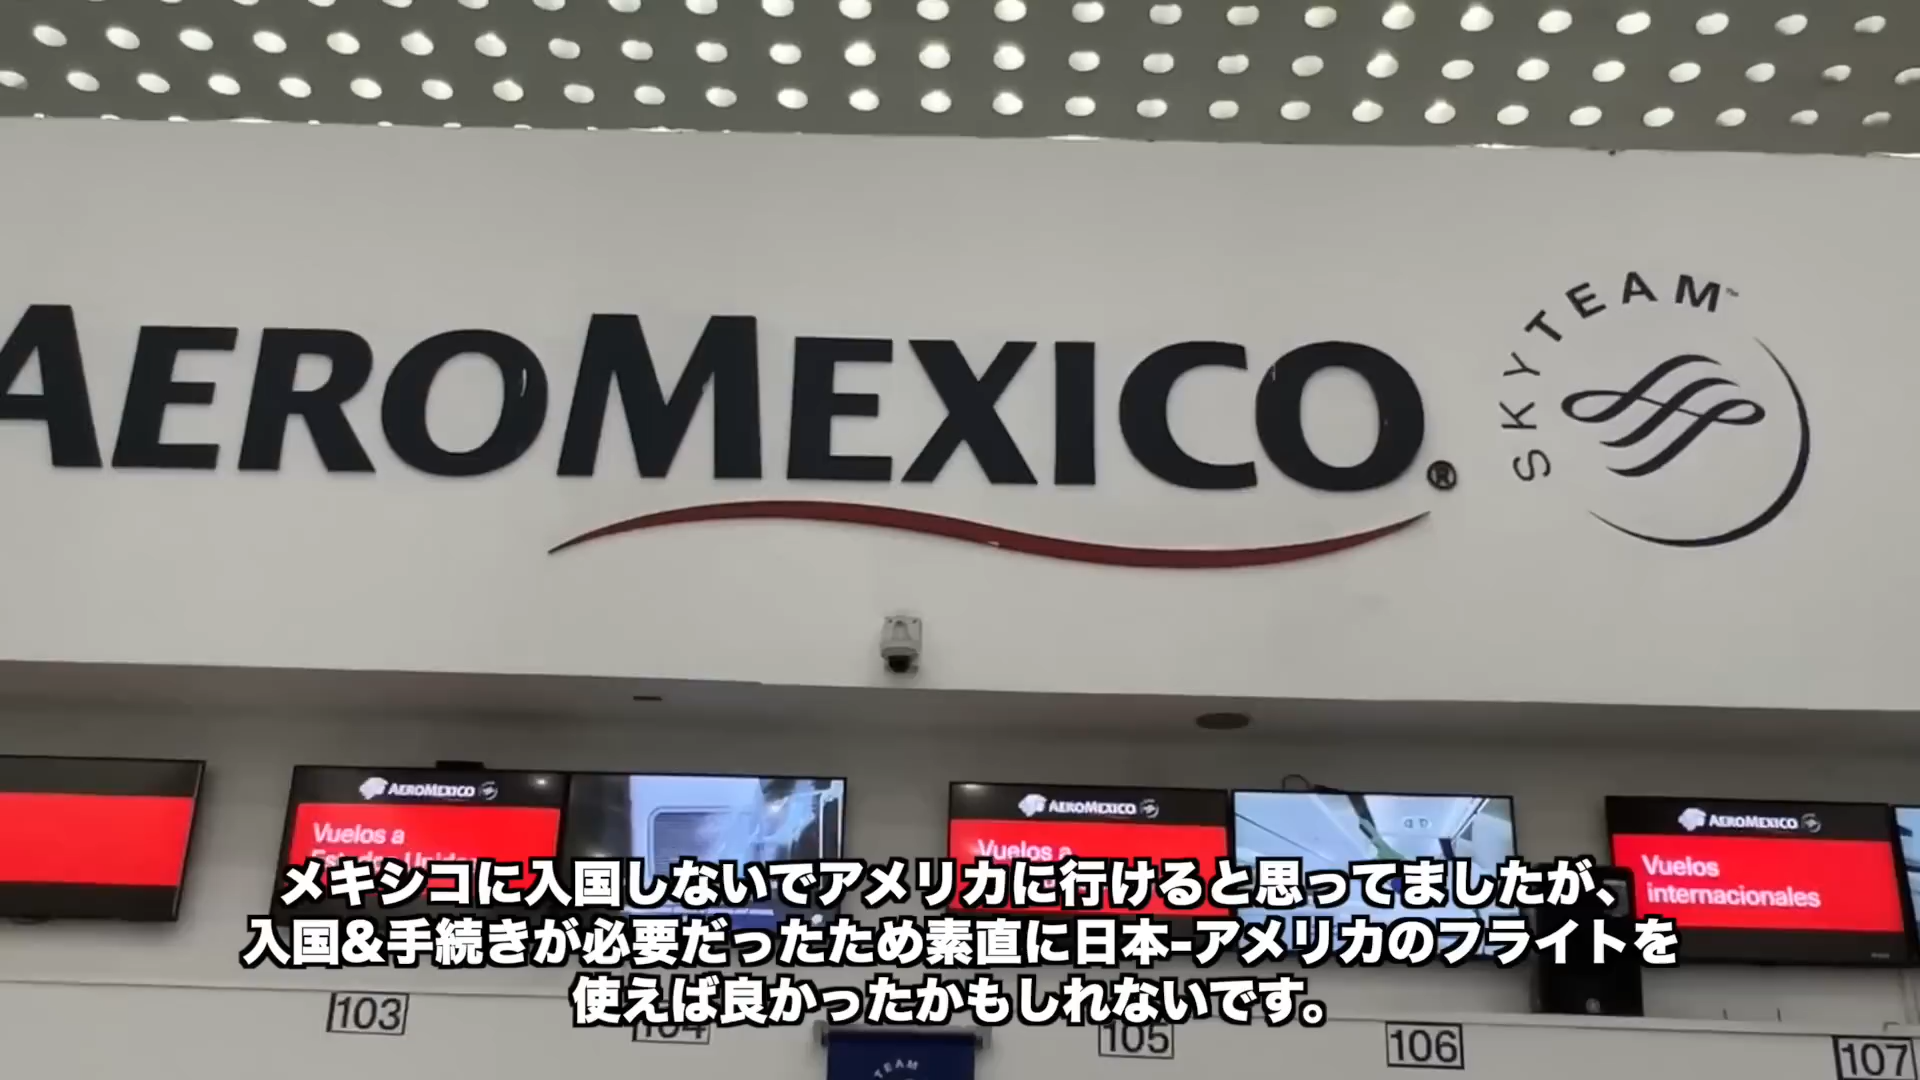 AEROMEXICO®
SKYTEAM™
AEROMEXICO
Vuelos a
AEROMEXICO
Vuelos a
AEROMEXICO
Vuelos
internacionales
メキシコに入国しないでアメリカに行けると思ってましたが、
入国&手続きが必要だったため素直に日本-アメリカのフライトを
使えば良かったかもしれないです。
103
104
105
106
107
TEAM